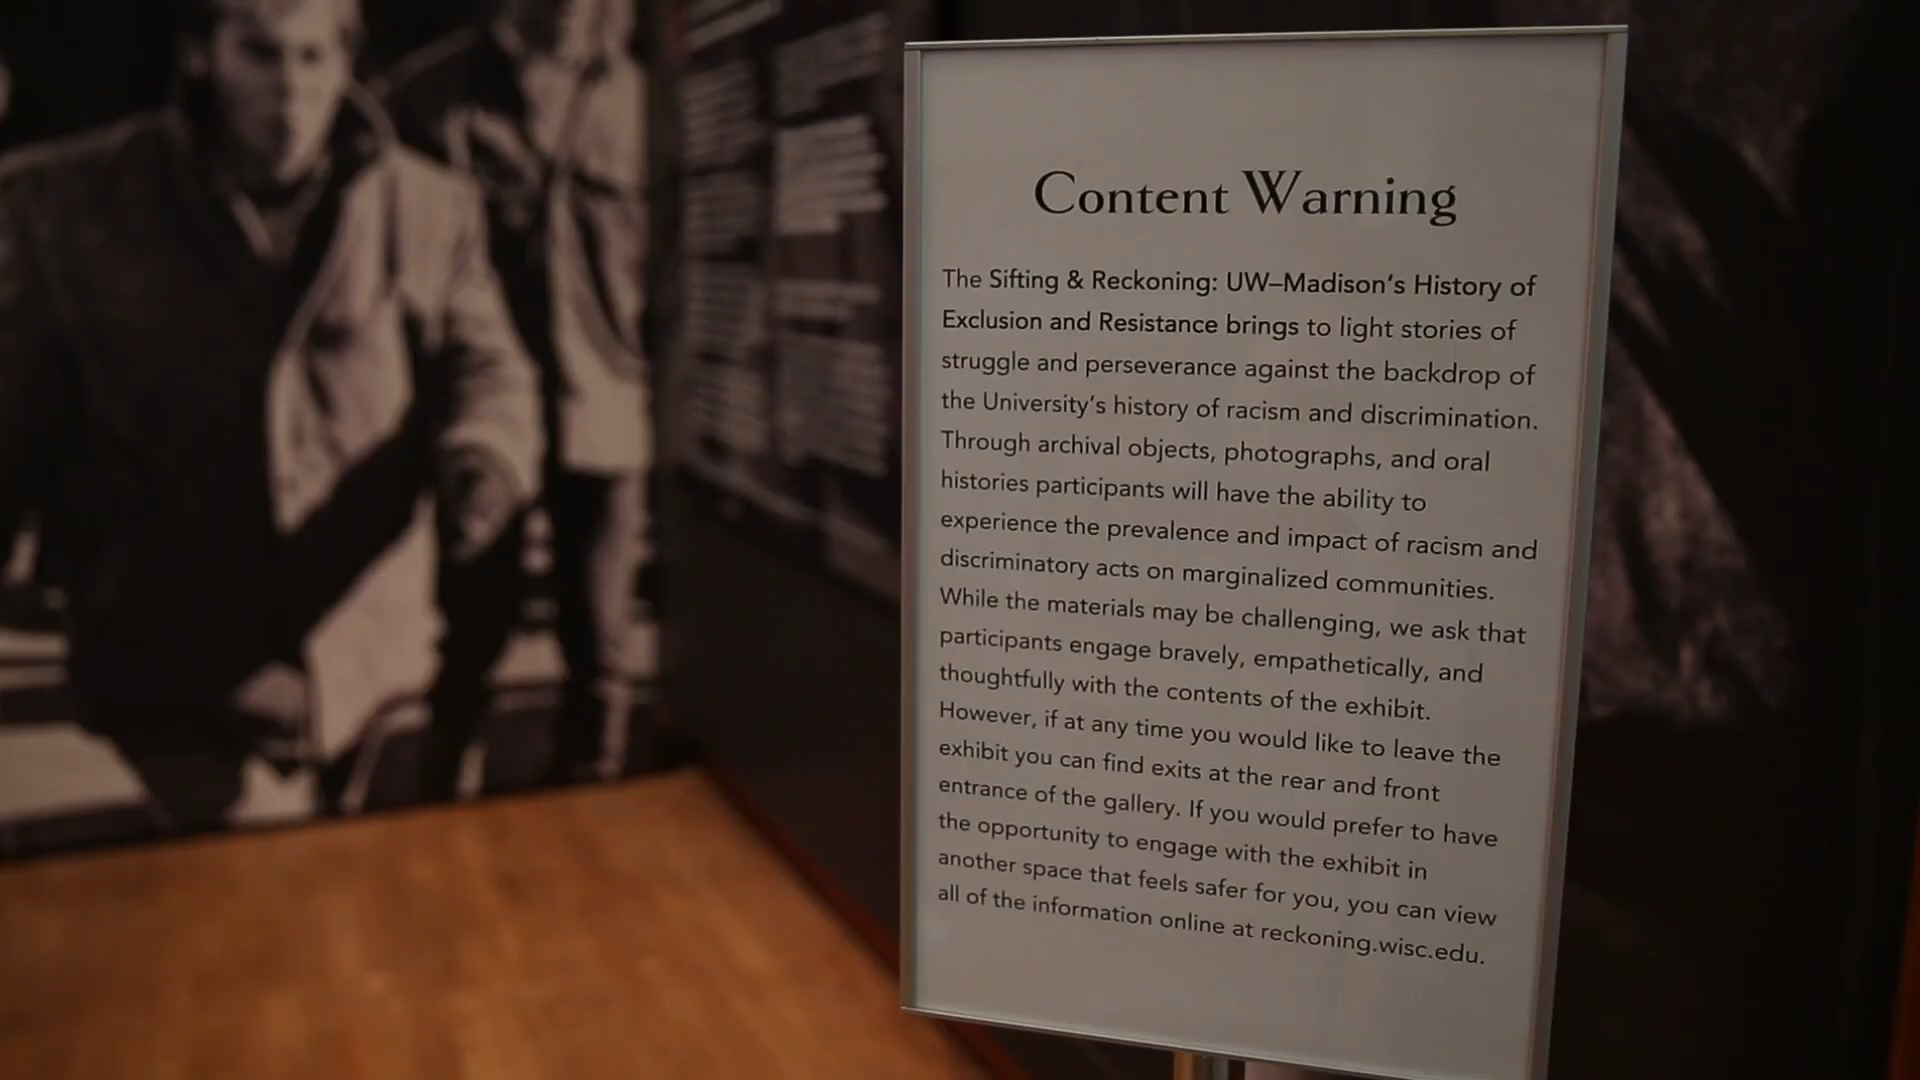 Content Warning
The Sifting & Reckoning: UW–Madison's History of
Exclusion and Resistance brings to light stories of
struggle and perseverance against the backdrop of
the University's history of racism and discrimination.
Through archival objects, photographs, and oral
histories participants will have the ability to
experience the prevalence and impact of racism and
discriminatory acts on marginalized communities.
While the materials may be challenging, we ask that
participants engage bravely, empathetically, and
thoughtfully with the contents of the exhibit.
However, if at any time you would like to leave the
exhibit you can find exits at the rear and front
entrance of the gallery. If you would prefer to have
the opportunity to engage with the exhibit in
another space that feels safer for you, you can view
all of the information online at reckoning.wisc.edu.